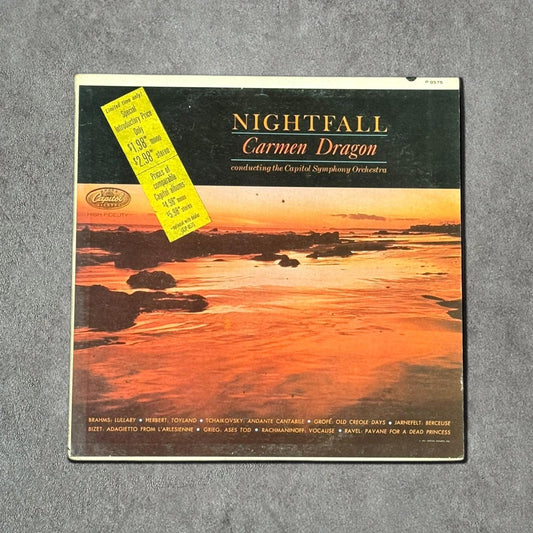 P 8575
NIGHTFALL
Carmen Dragon
conducting the Capitol Symphony Orchestra
Limited time only!
Special
Introductory Price
Only
$1.98* mono
$2.98* stereo
Prices of
comparable
Capitol albums
$4.98* mono
$5.98* stereo
Capitol
HIGH FIDELITY
BRAHMS: LULLABY • HERBERT: TOYLAND • TCHAIKOVSKY: ANDANTE CANTABILE • GROFÉ: OLD CREOLE DAYS • JARNEFELT: BERCEUSE
BIZET: ADAGIETTO FROM L'ARLESIENNE • GRIEG: ASES TOD • RACHMANINOFF: VOCALISE • RAVEL: PAVANE FOR A DEAD PRINCESS